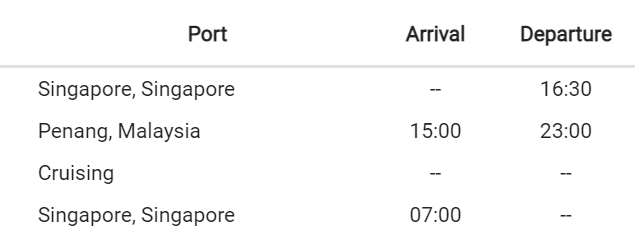 Port Arrival Departure
Singapore, Singapore -- 16:30
Penang, Malaysia 15:00 23:00
Cruising -- --
Singapore, Singapore 07:00 --